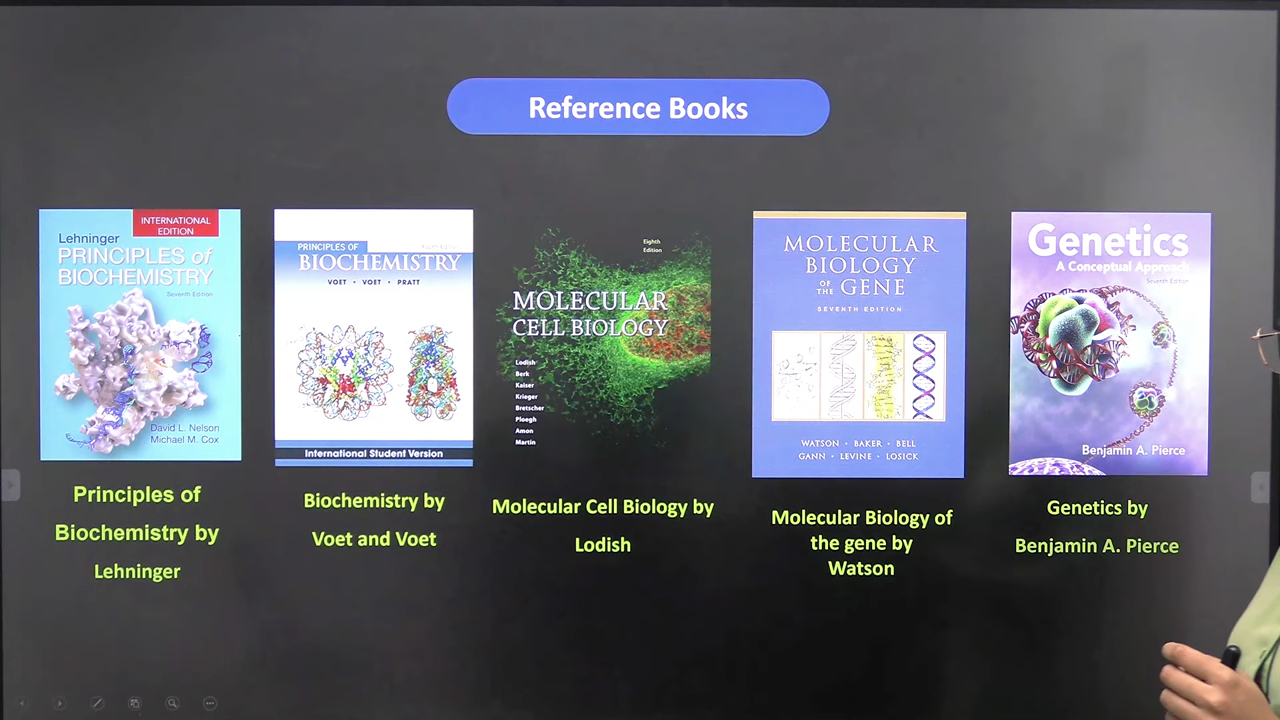 Reference Books
INTERNATIONAL
EDITION
Lehninger
PRINCIPLES of
BIOCHEMISTRY
Seventh Edition
David L. Nelson
Michael M. Cox
Principles of
Biochemistry by
Lehninger
PRINCIPLES OF
Fourth Edition
BIOCHEMISTRY
VOET • VOET • PRATT
International Student Version
Biochemistry by
Voet and Voet
Eighth
Edition
MOLECULAR
CELL BIOLOGY
Lodish
Berk
Kaiser
Krieger
Bretscher
Ploegh
Amon
Martin
Molecular Cell Biology by
Lodish
MOLECULAR
BIOLOGY
OF THE GENE
SEVENTH EDITION
WATSON • BAKER • BELL
GANN • LEVINE • LOSICK
Molecular Biology of
the gene by
Watson
Genetics
A Conceptual Approach
Seventh Edition
Benjamin A. Pierce
Genetics by
Benjamin A. Pierce